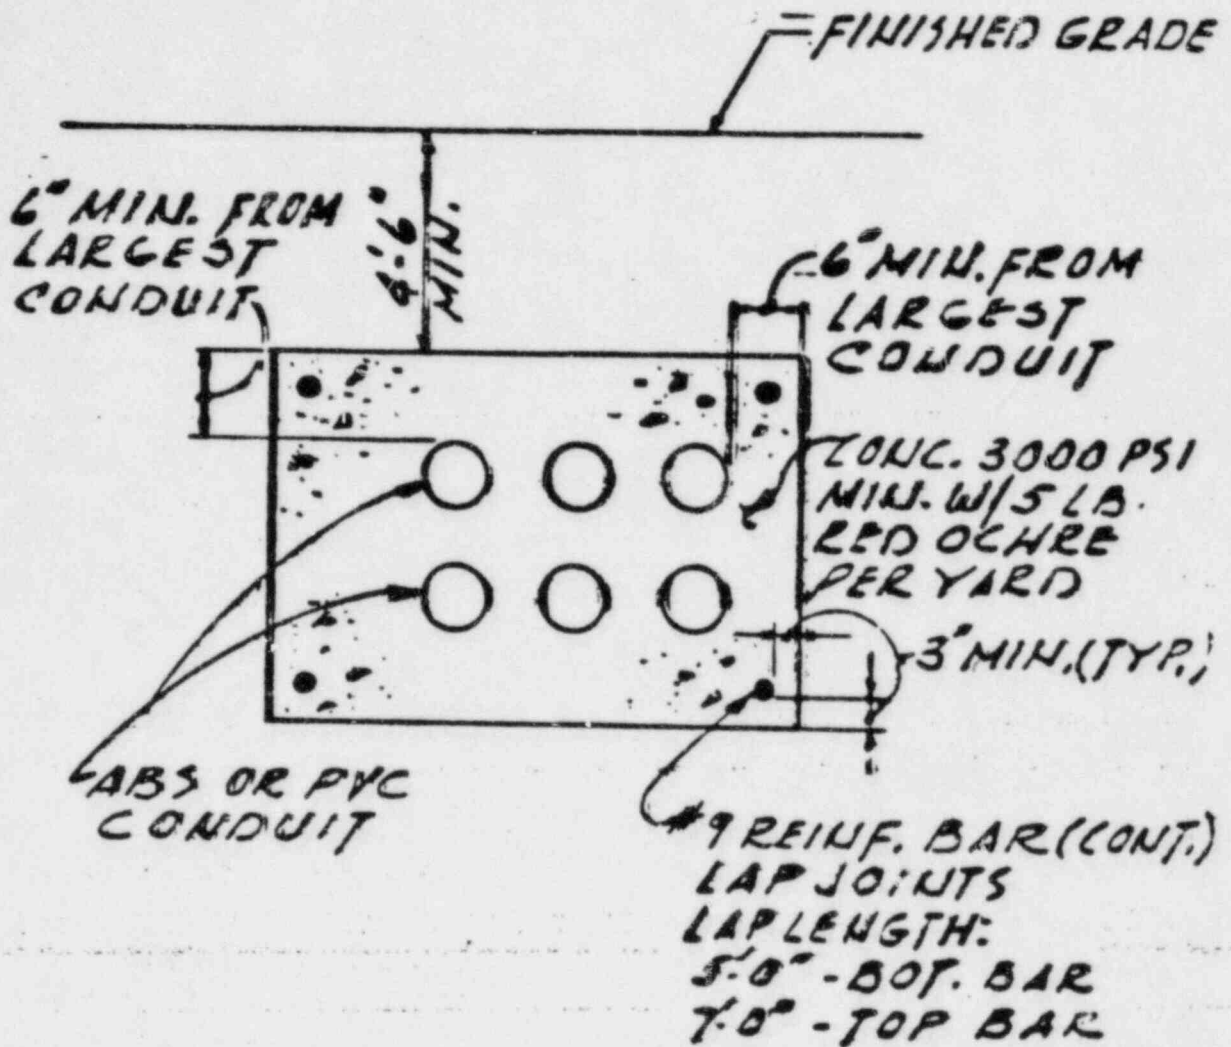 FINISHED GRADE
6" MIN. FROM
LARGEST
CONDUIT
4'-6"
MIN.
6" MIN. FROM
LARGEST
CONDUIT
CONC. 3000 PSI
MIN. W/5 LB.
RED OCHRE
PER YARD
3" MIN. (TYP.)
ABS OR PVC
CONDUIT
#9 REINF. BAR (CONT.)
LAP JOINTS
LAP LENGTH:
5'-0" - BOT. BAR
7'-0" - TOP BAR